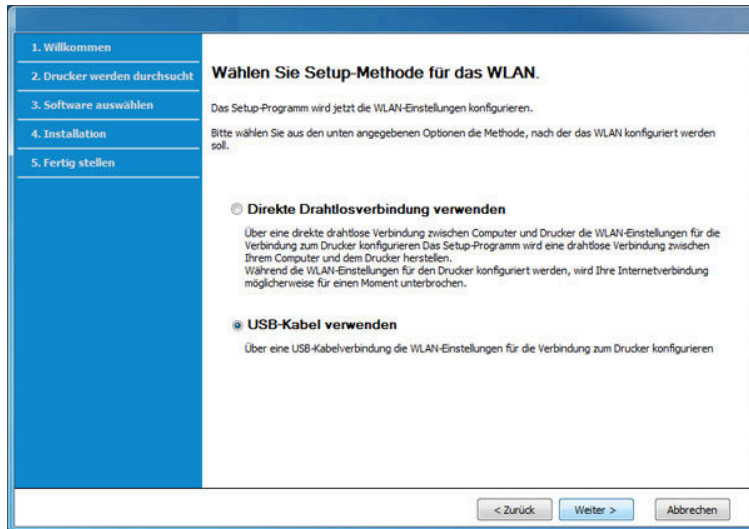 1. Willkommen
2. Drucker werden durchsucht
3. Software auswählen
4. Installation
5. Fertig stellen
Wählen Sie Setup-Methode für das WLAN.
Das Setup-Programm wird jetzt die WLAN-Einstellungen konfigurieren.
Bitte wählen Sie aus den unten angegebenen Optionen die Methode, nach der das WLAN konfiguriert werden
soll.
Direkte Drahtlosverbindung verwenden
Über eine direkte drahtlose Verbindung zwischen Computer und Drucker die WLAN-Einstellungen für die
Verbindung zum Drucker konfigurieren Das Setup-Programm wird eine drahtlose Verbindung zwischen
Ihrem Computer und dem Drucker herstellen.
Während die WLAN-Einstellungen für den Drucker konfiguriert werden, wird Ihre Internetverbindung
möglicherweise für einen Moment unterbrochen.
USB-Kabel verwenden
Über eine USB-Kabelverbindung die WLAN-Einstellungen für die Verbindung zum Drucker konfigurieren
< Zurück
Weiter >
Abbrechen